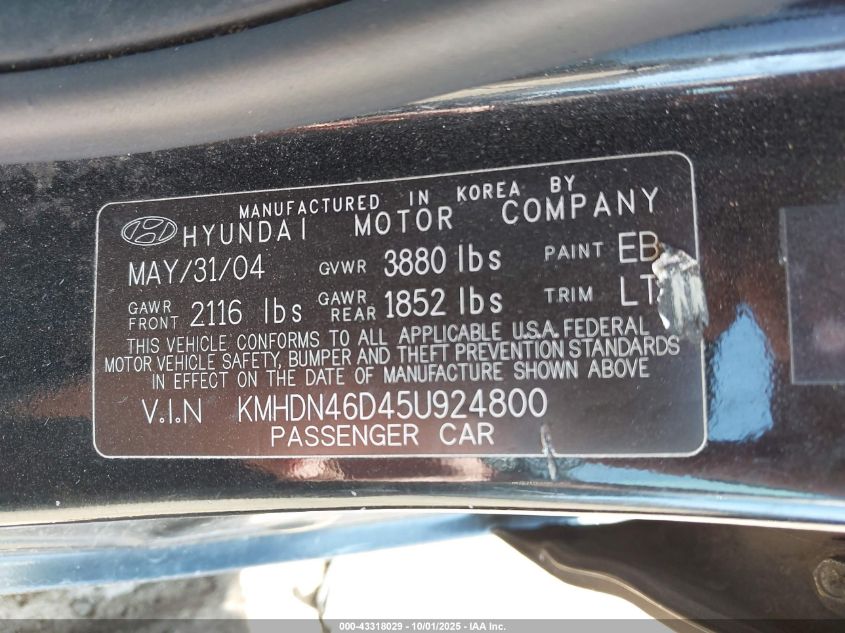 MANUFACTURED IN KOREA BY
HYUNDAI MOTOR COMPANY
MAY/31/04 GVWR 3880 lbs PAINT EB
GAWR FRONT 2116 lbs GAWR REAR 1852 lbs TRIM LT
THIS VEHICLE CONFORMS TO ALL APPLICABLE U.S.A. FEDERAL
MOTOR VEHICLE SAFETY, BUMPER AND THEFT PREVENTION STANDARDS
IN EFFECT ON THE DATE OF MANUFACTURE SHOWN ABOVE
V.I.N KMHDN46D45U924800
PASSENGER CAR
000-43318029 - 10/01/2025 - IAA Inc.